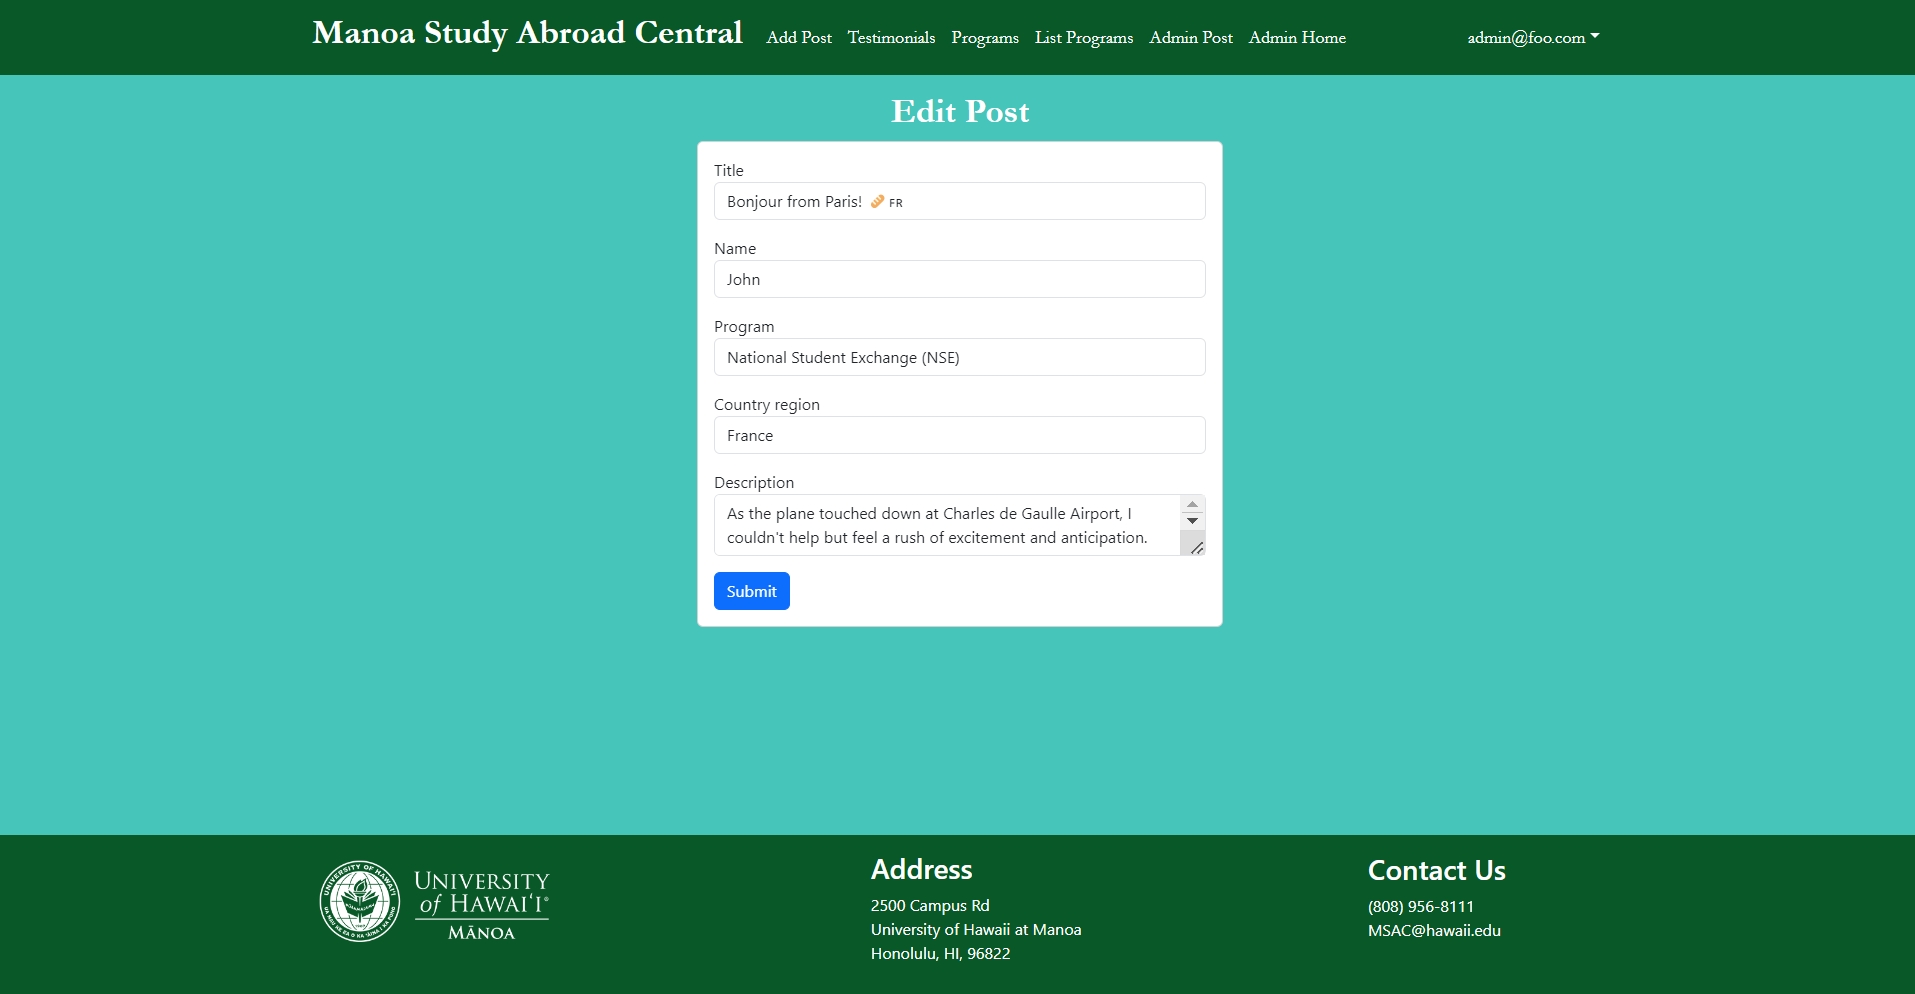 Manoa Study Abroad Central Add Post Testimonials Programs List Programs Admin Post Admin Home admin@foo.com
Edit Post
Title
Bonjour from Paris! 🥖 FR
Name
John
Program
National Student Exchange (NSE)
Country region
France
Description
As the plane touched down at Charles de Gaulle Airport, I
couldn't help but feel a rush of excitement and anticipation.
Submit
UNIVERSITY
of HAWAIʻI®
MĀNOA
Address
2500 Campus Rd
University of Hawaii at Manoa
Honolulu, HI, 96822
Contact Us
(808) 956-8111
MSAC@hawaii.edu